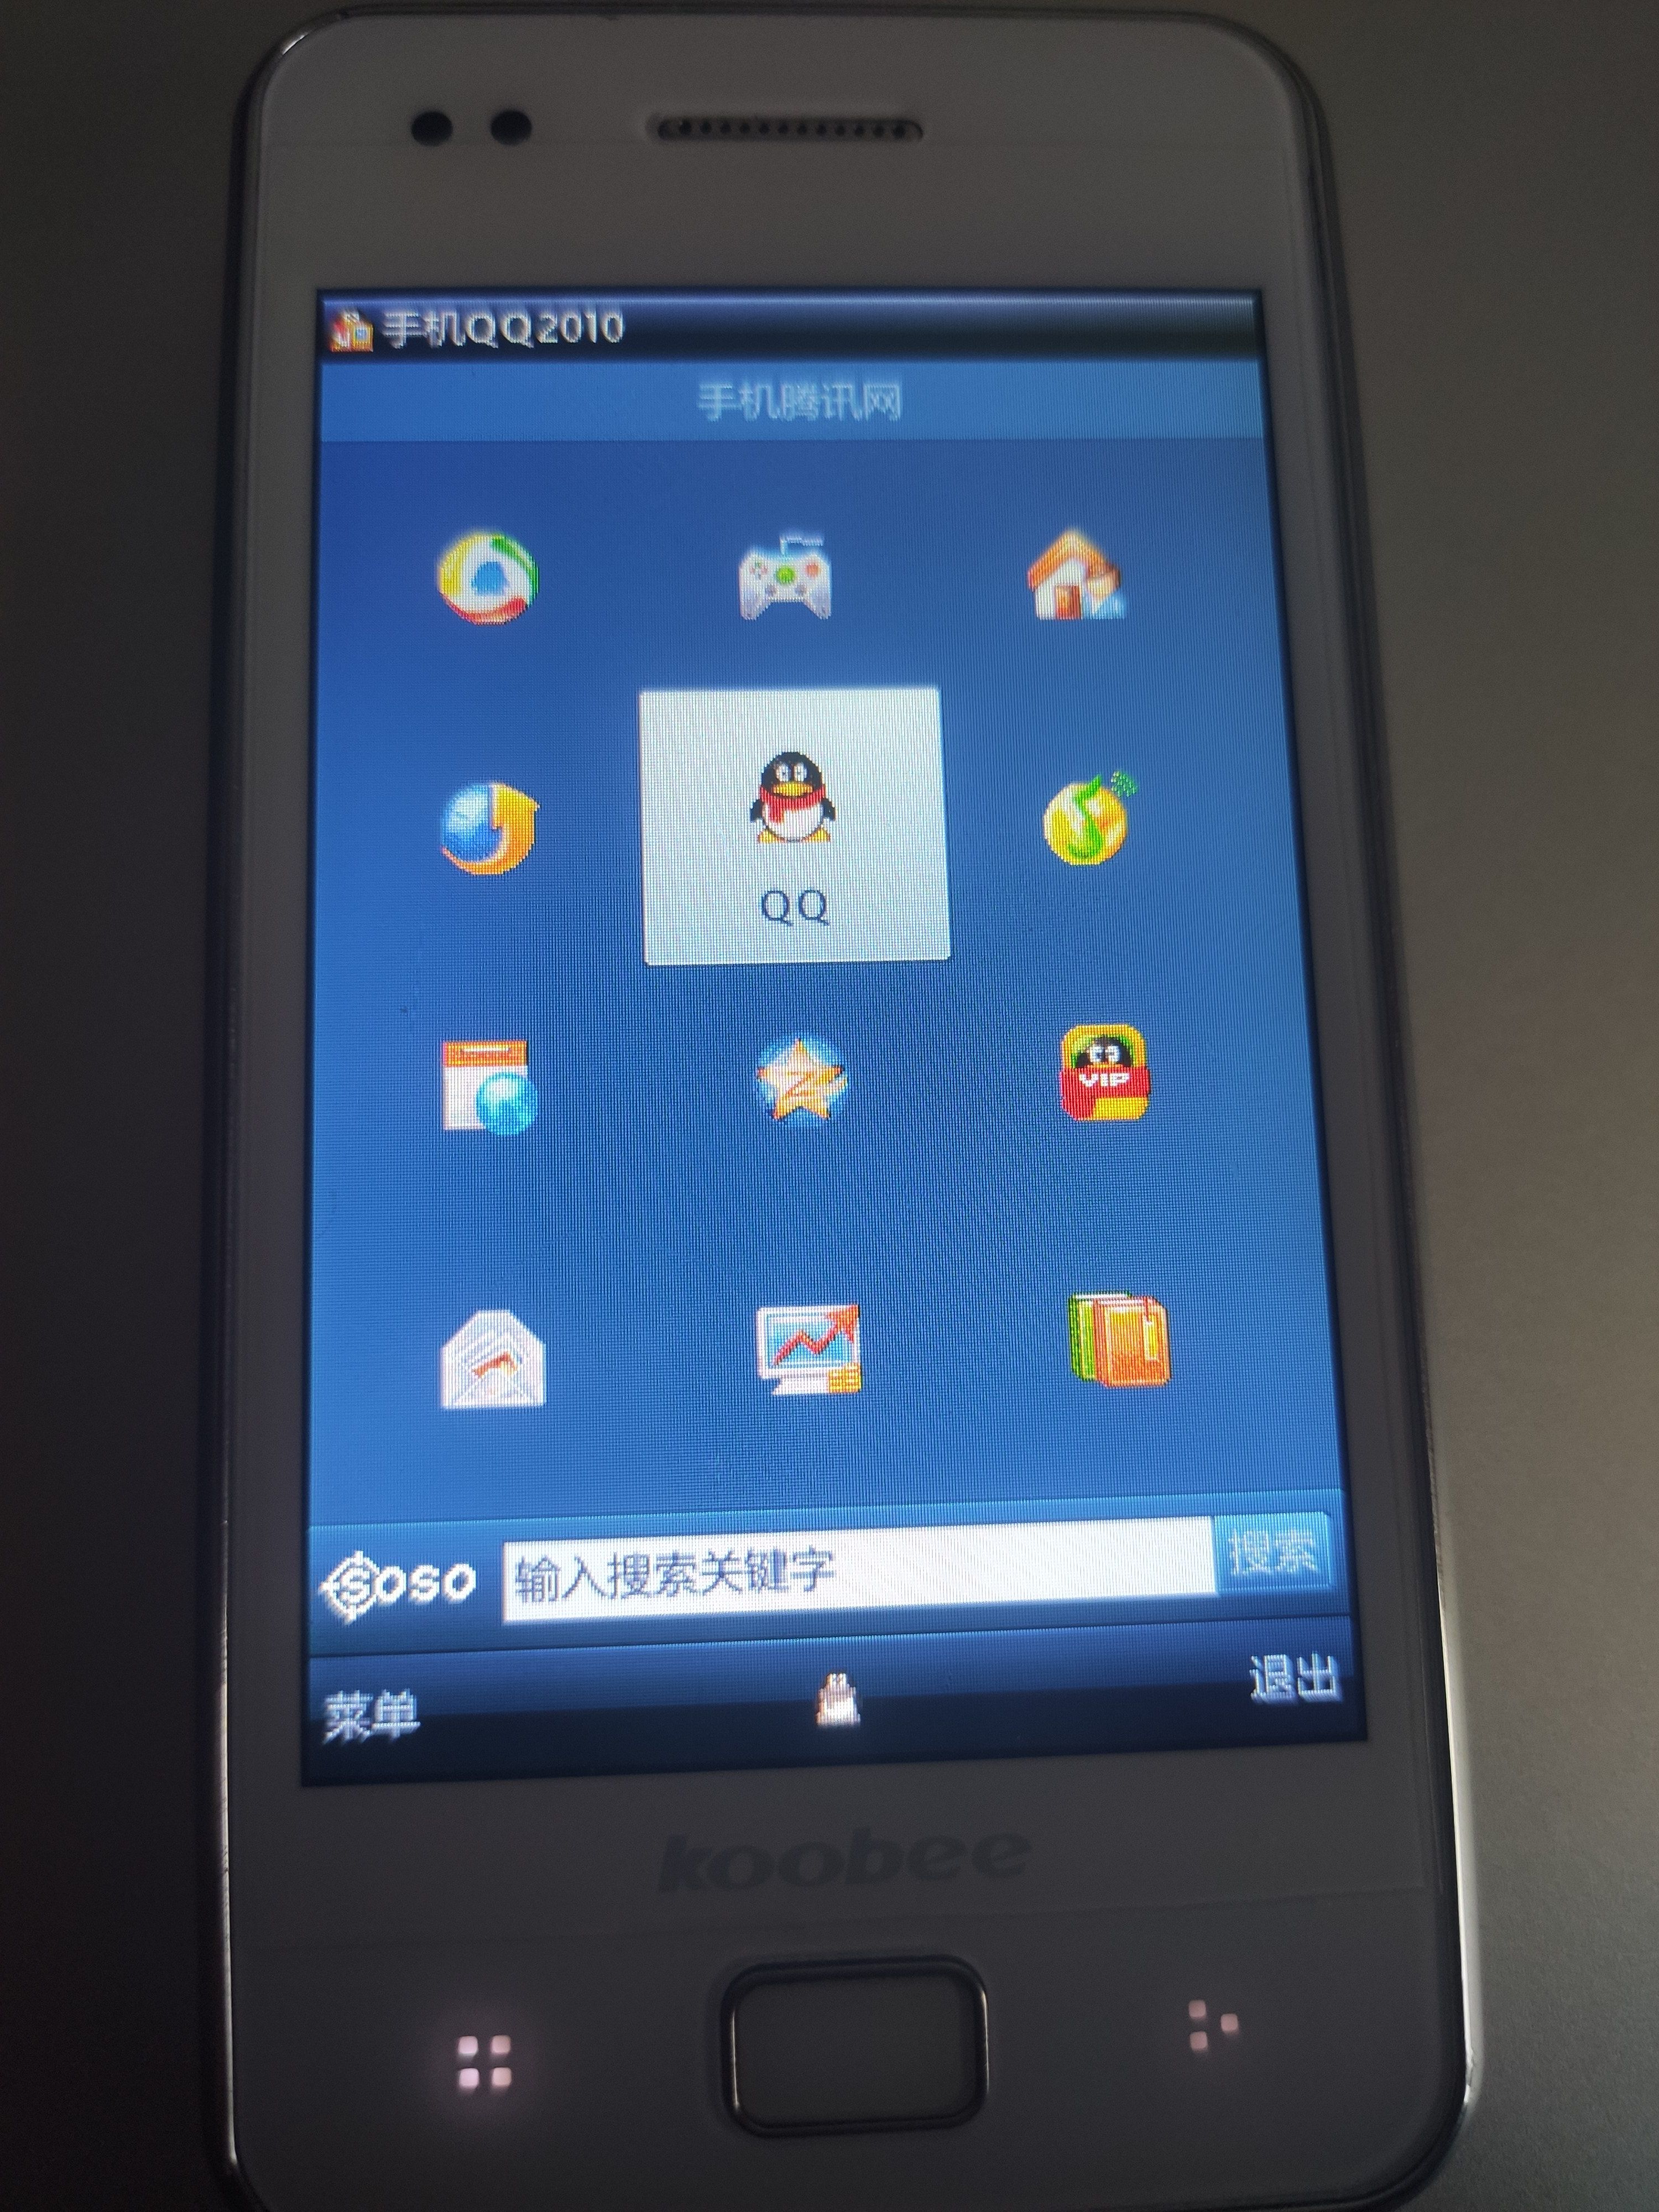 手机QQ2010
手机腾讯网
QQ
Z
VIP
soso 输入搜索关键字 搜索
菜单 退出
koobee